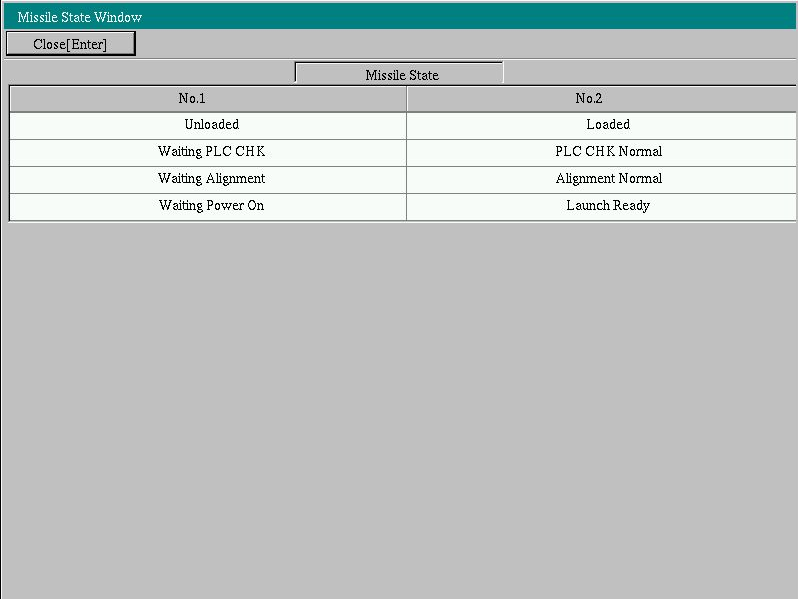 Missile State Window
Close[Enter]
Missile State
No.1 No.2
Unloaded Loaded
Waiting PLC CHK PLC CHK Normal
Waiting Alignment Alignment Normal
Waiting Power On Launch Ready